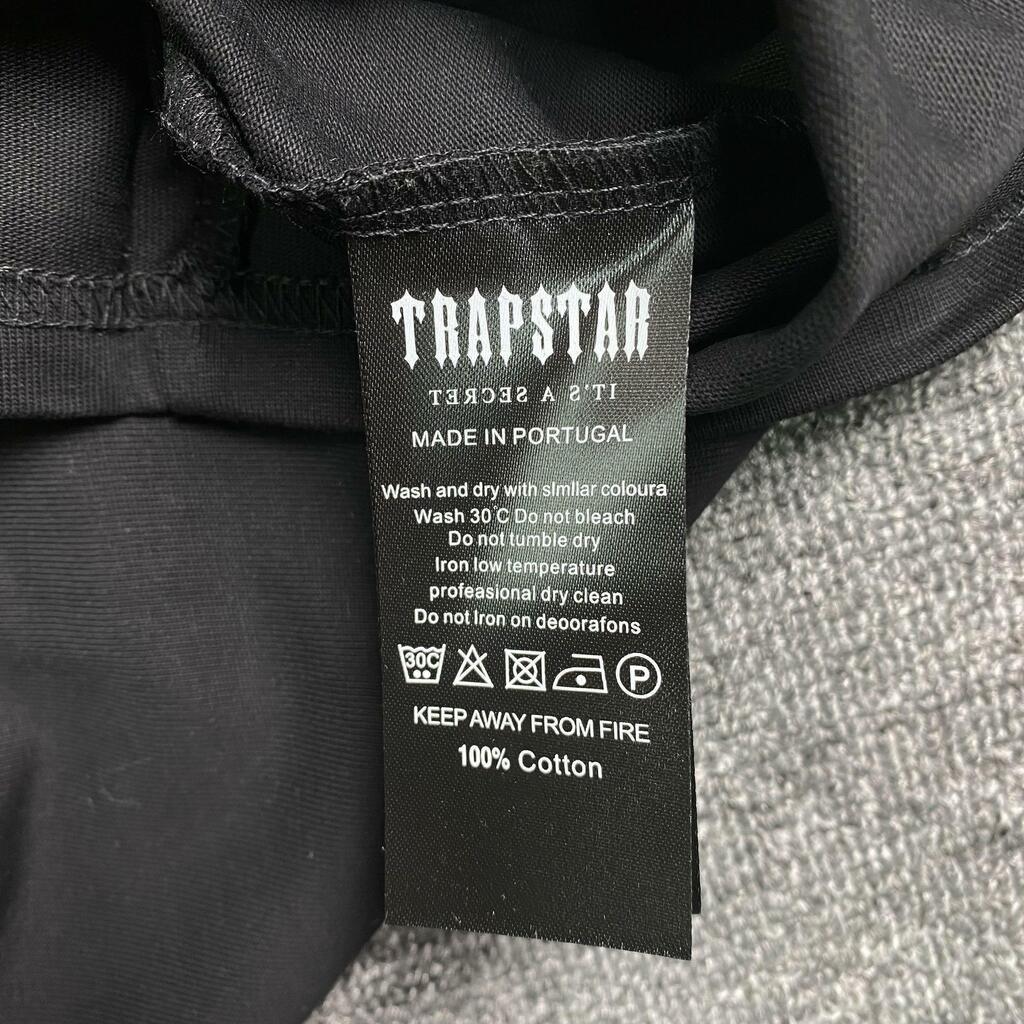 TRAPSTAR
IT'S A SECRET
MADE IN PORTUGAL
Wash and dry with slmllar coloura
Wash 30 C Do not bleach
Do not tumble dry
Iron low temperature
profeasional dry clean
Do not Iron on deoorafons
30C
P
KEEP AWAY FROM FIRE
100% Cotton